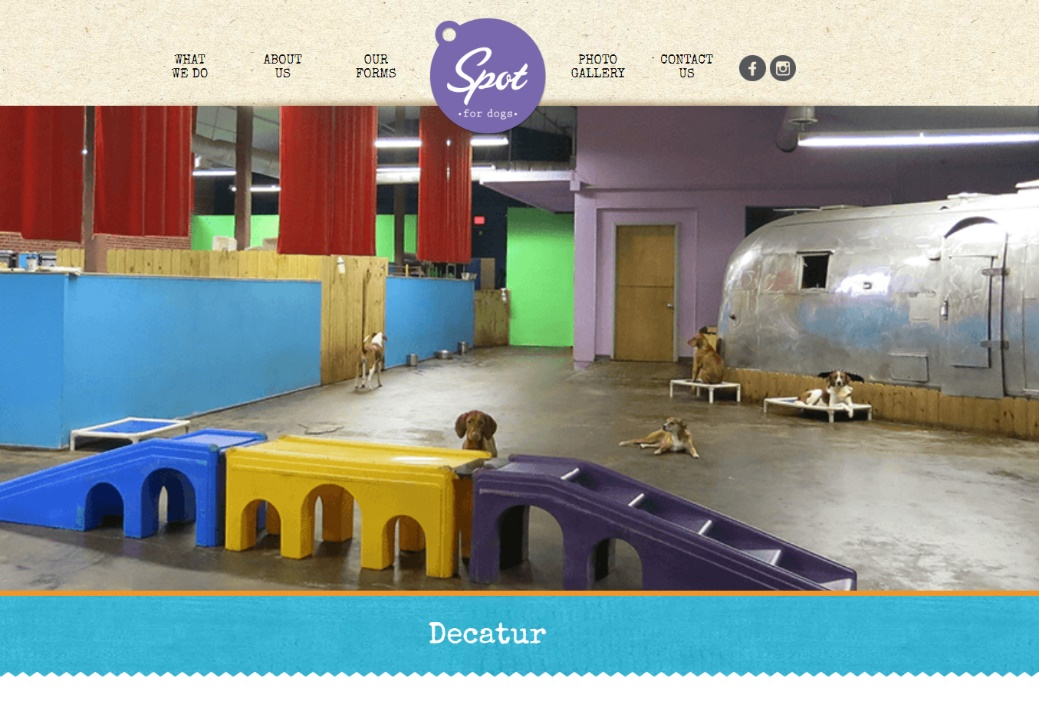 WHAT
WE DO
ABOUT
US
OUR
FORMS
Spot
•for dogs•
PHOTO
GALLERY
CONTACT
US
Decatur